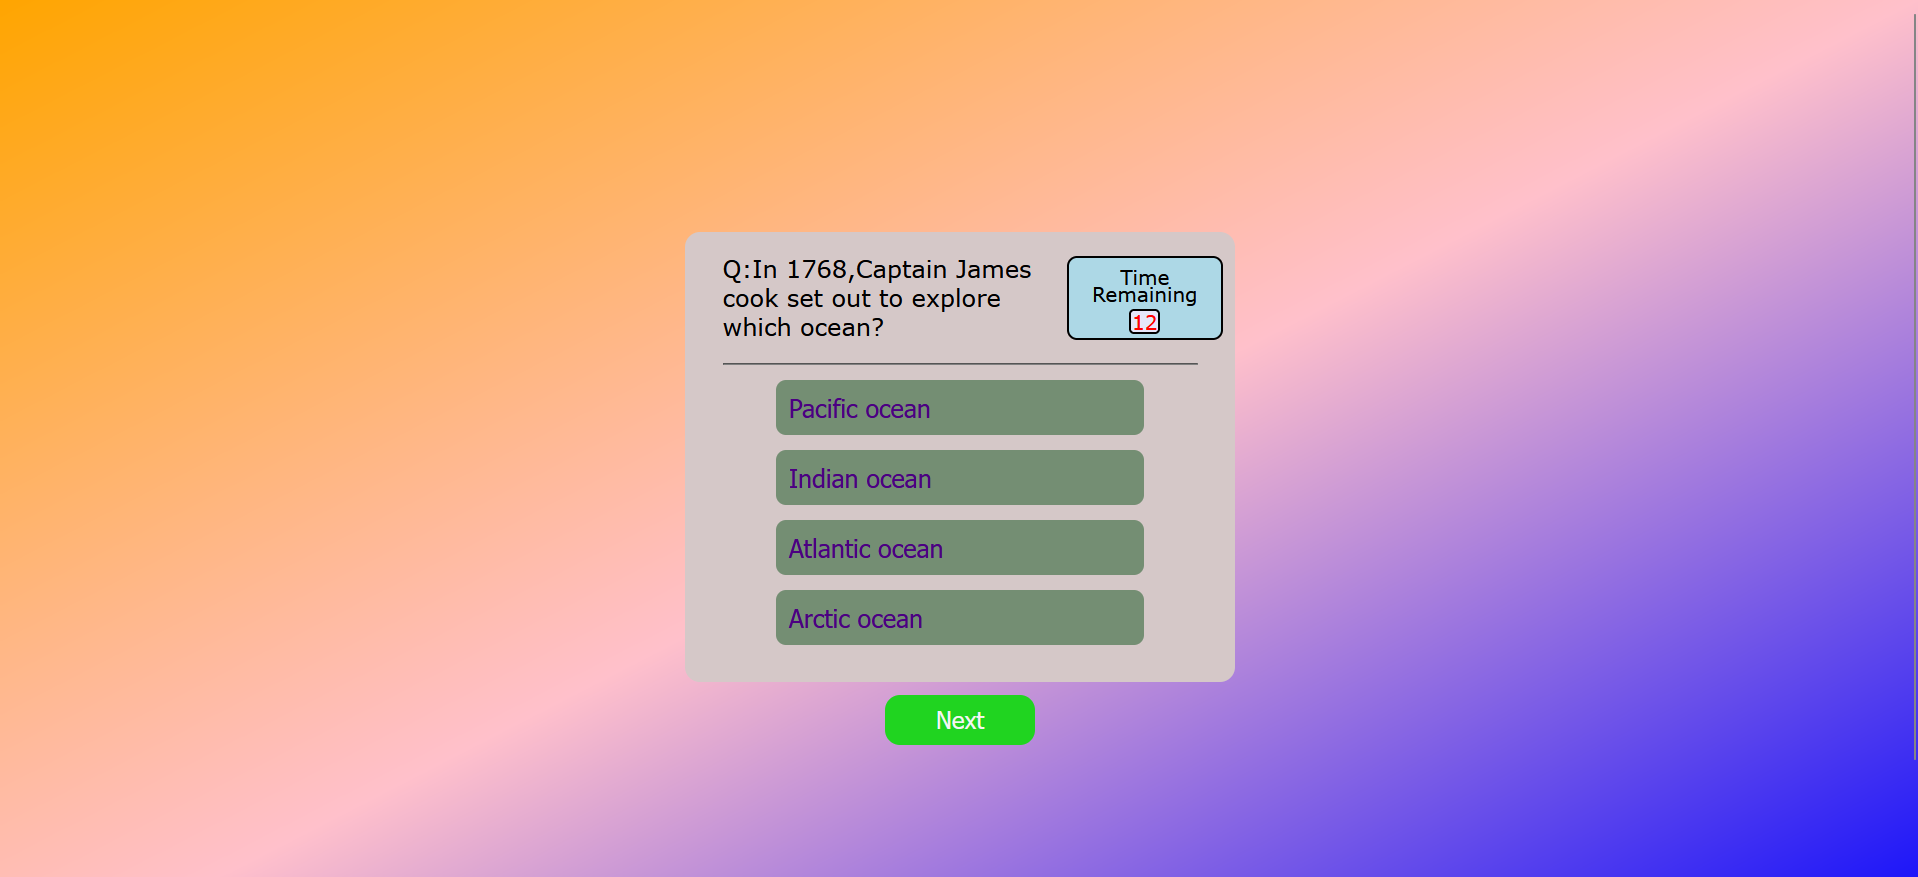 Q:In 1768,Captain James
cook set out to explore
which ocean?
Time
Remaining
12
Pacific ocean
Indian ocean
Atlantic ocean
Arctic ocean
Next